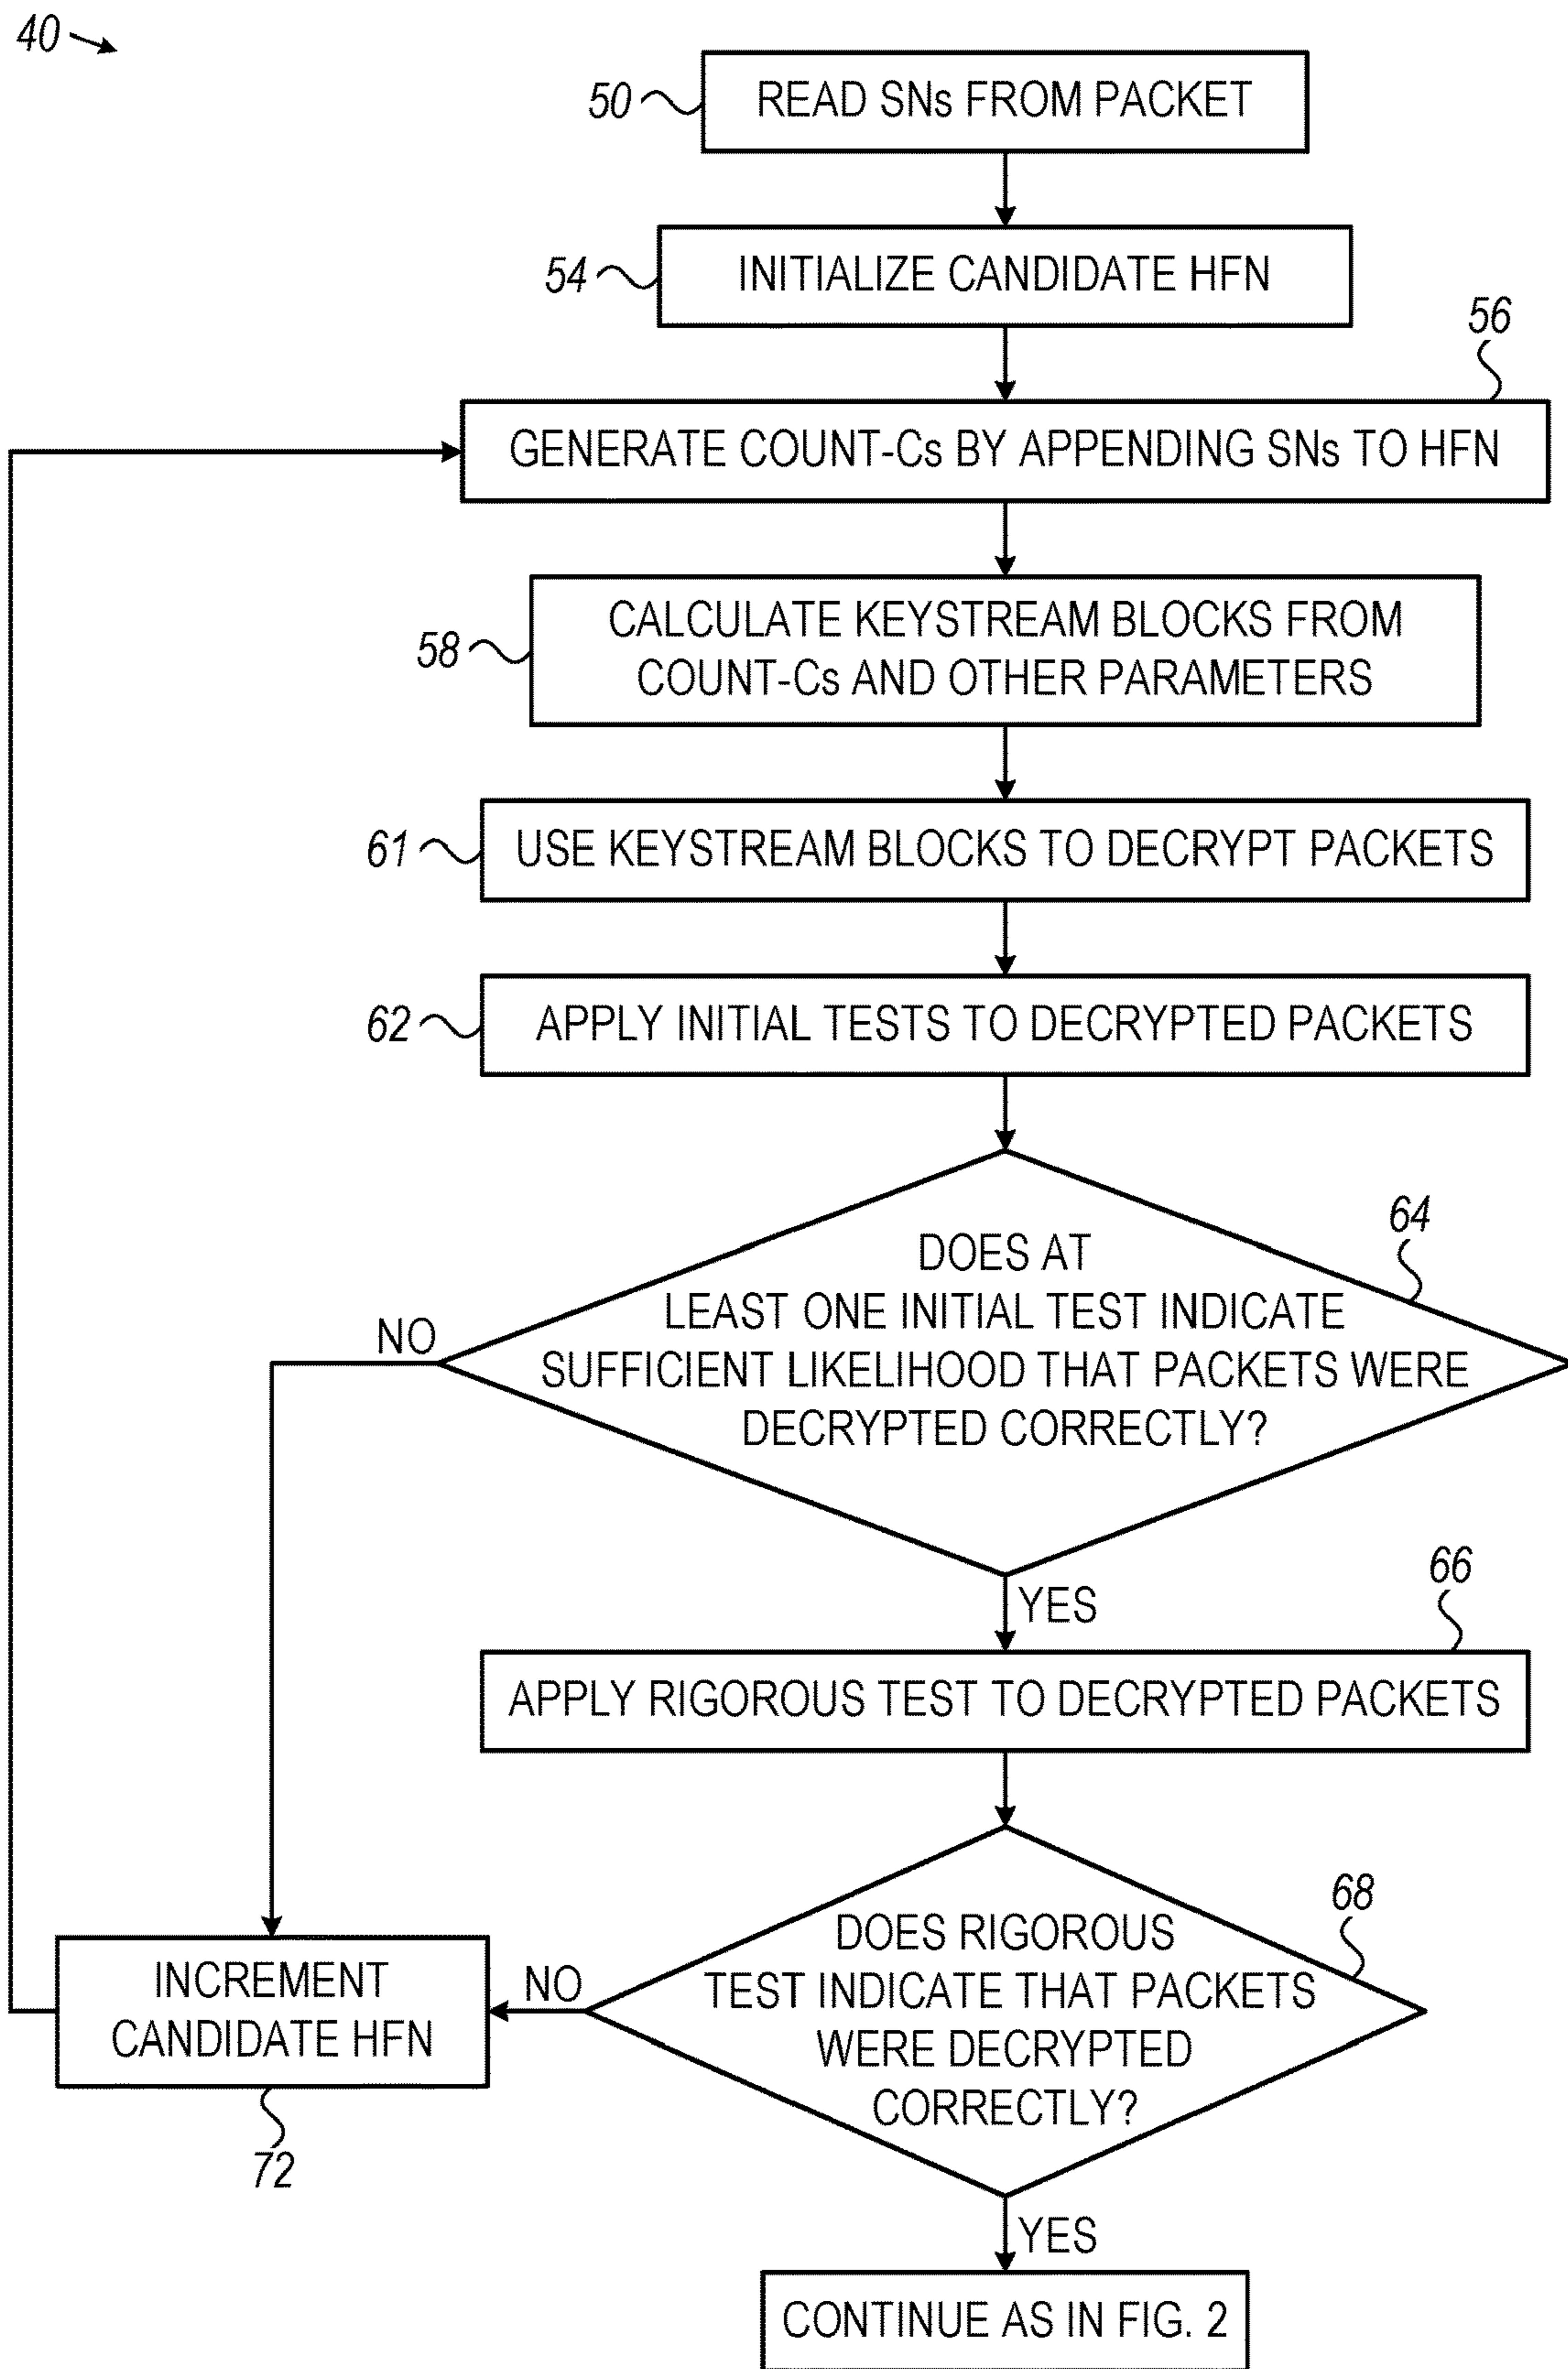 40
50
READ SNs FROM PACKET
54
INITIALIZE CANDIDATE HFN
56
GENERATE COUNT-Cs BY APPENDING SNs TO HFN
58
CALCULATE KEYSTREAM BLOCKS FROM
COUNT-Cs AND OTHER PARAMETERS
61
USE KEYSTREAM BLOCKS TO DECRYPT PACKETS
62
APPLY INITIAL TESTS TO DECRYPTED PACKETS
64
DOES AT
LEAST ONE INITIAL TEST INDICATE
SUFFICIENT LIKELIHOOD THAT PACKETS WERE
DECRYPTED CORRECTLY?
NO
YES
66
APPLY RIGOROUS TEST TO DECRYPTED PACKETS
68
DOES RIGOROUS
TEST INDICATE THAT PACKETS
WERE DECRYPTED
CORRECTLY?
NO
INCREMENT
CANDIDATE HFN
72
YES
CONTINUE AS IN FIG. 2